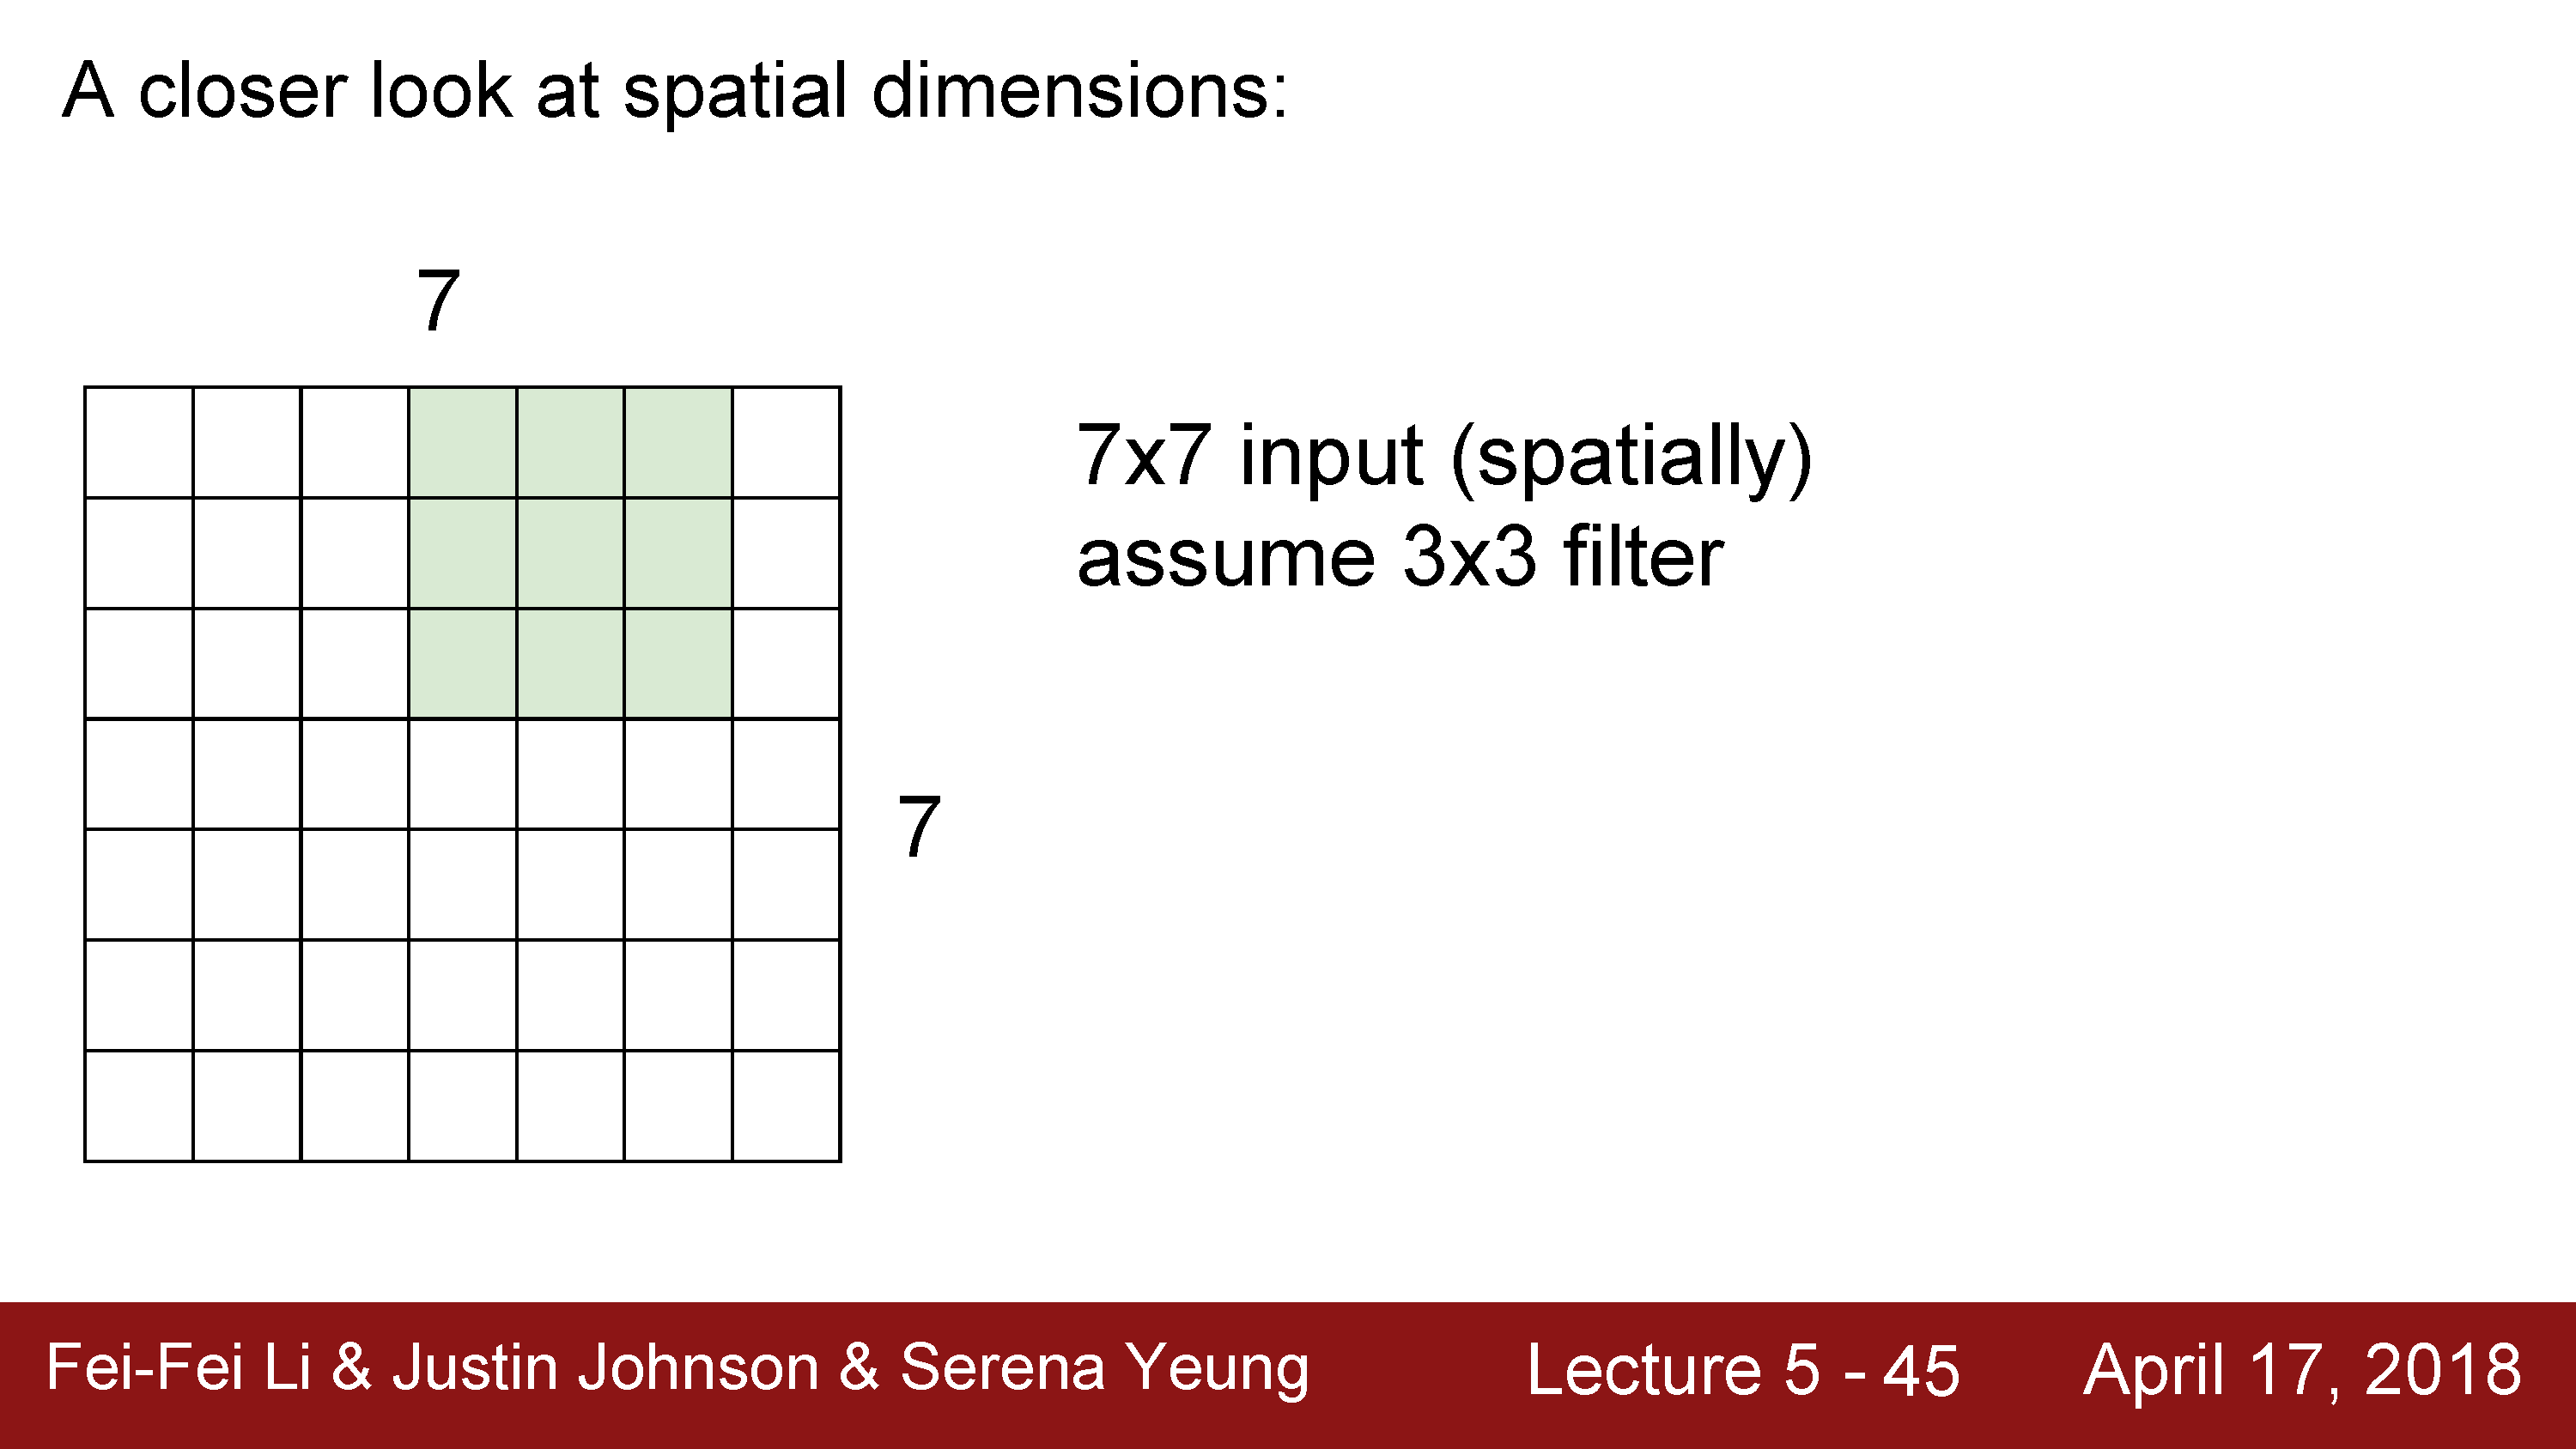 A closer look at spatial dimensions:
7
7x7 input (spatially)
assume 3x3 filter
7
Fei-Fei Li & Justin Johnson & Serena Yeung
Lecture 5 - 45
April 17, 2018